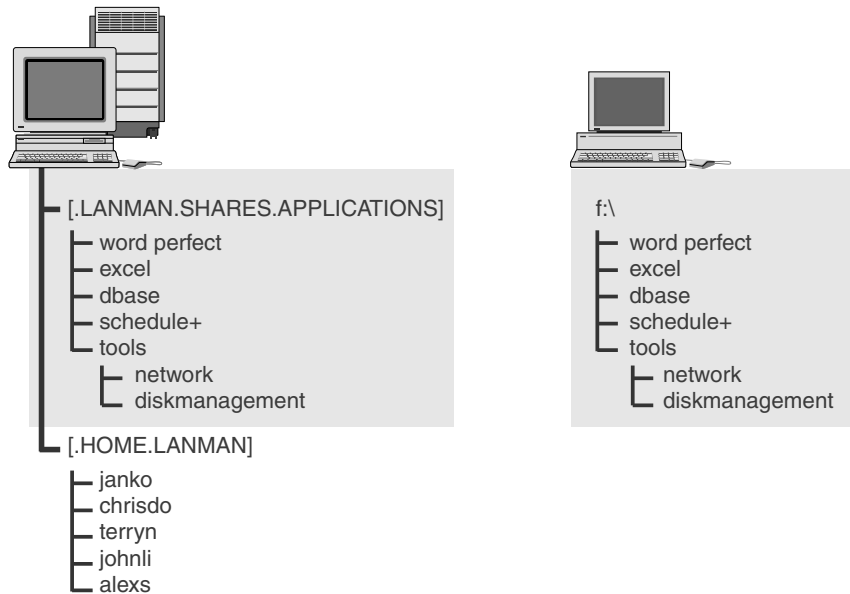 [.LANMAN.SHARES.APPLICATIONS]
word perfect
excel
dbase
schedule+
tools
network
diskmanagement
[.HOME.LANMAN]
janko
chrisdo
terryn
johnli
alexs
f:\
word perfect
excel
dbase
schedule+
tools
network
diskmanagement